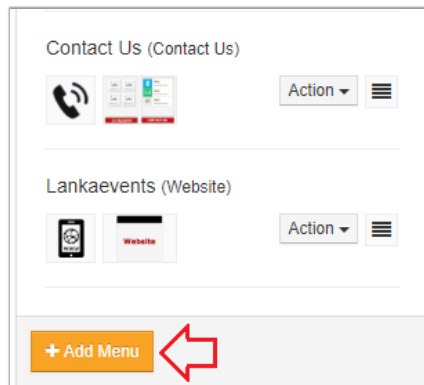 Contact Us (Contact Us)
Action
Lankaevents (Website)
Website
Action
+ Add Menu